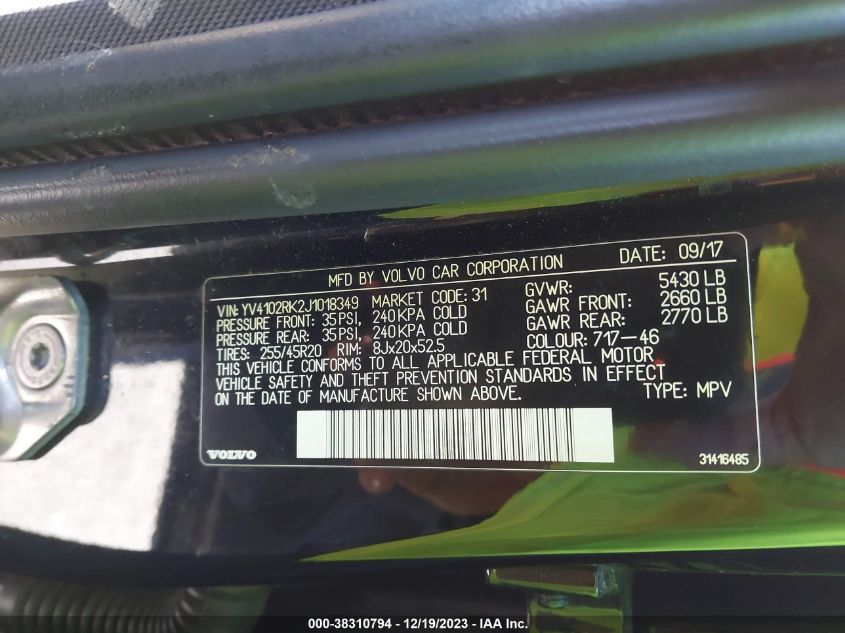 MFD BY VOLVO CAR CORPORATION DATE: 09/17
VIN: YV4102RK2J1018349 MARKET CODE: 31 GVWR: 5430 LB
PRESSURE FRONT: 35PSI, 240KPA COLD GAWR FRONT: 2660 LB
PRESSURE REAR: 35PSI, 240KPA COLD GAWR REAR: 2770 LB
TIRES: 255/45R20 RIM: 8Jx20x52.5 COLOUR: 717-46
THIS VEHICLE CONFORMS TO ALL APPLICABLE FEDERAL MOTOR
VEHICLE SAFETY AND THEFT PREVENTION STANDARDS IN EFFECT
ON THE DATE OF MANUFACTURE SHOWN ABOVE. TYPE: MPV
VOLVO 31416485
000-38310794 - 12/19/2023 - IAA Inc.